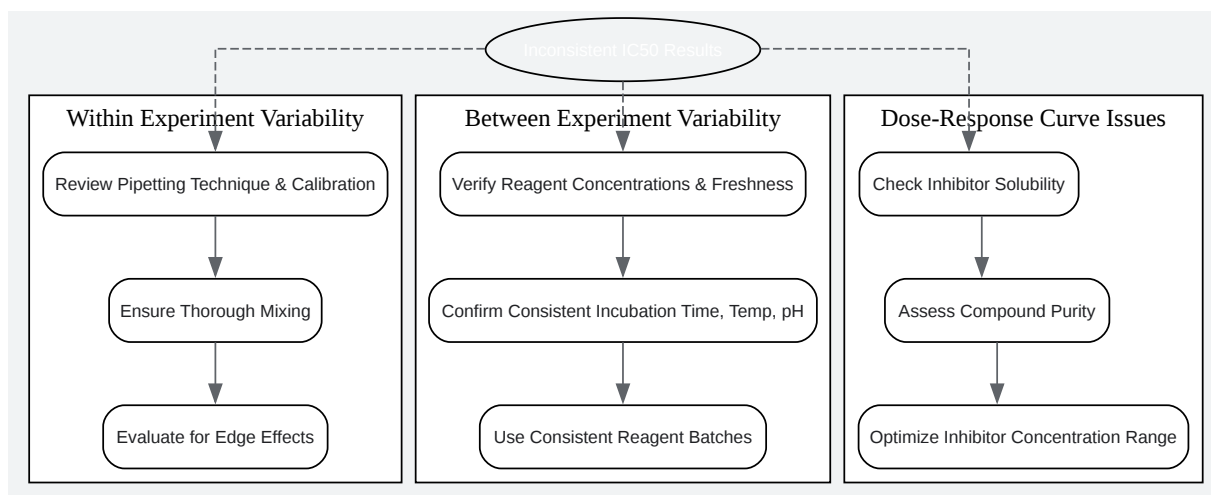 Inconsistent IC50 Results
Within Experiment Variability
Review Pipetting Technique & Calibration
Ensure Thorough Mixing
Evaluate for Edge Effects
Between Experiment Variability
Verify Reagent Concentrations & Freshness
Confirm Consistent Incubation Time, Temp, pH
Use Consistent Reagent Batches
Dose-Response Curve Issues
Check Inhibitor Solubility
Assess Compound Purity
Optimize Inhibitor Concentration Range